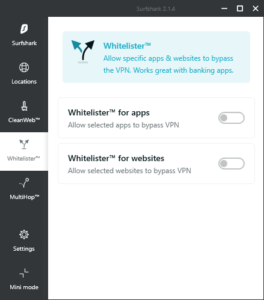 Surfshark 2.1.4
Surfshark
Locations
CleanWeb™
Whitelister™
MultiHop™
Settings
Mini mode
Whitelister™
Allow specific apps & websites to bypass
the VPN. Works great with banking apps.
Whitelister™ for apps
Allow selected apps to bypass VPN
Whitelister™ for websites
Allow selected websites to bypass VPN